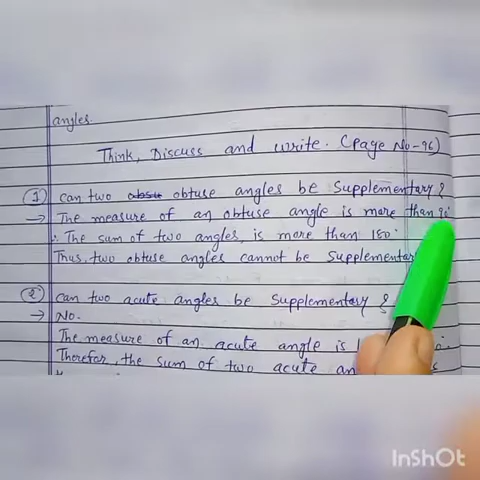 angles.
Think, Discuss and write. (page No-96)
(1) can two obtuse angles be Supplementary ?
→ The measure of an obtuse angle is more than 90°
∴ The sum of two angles, is more than 180°
Thus, two obtuse angles cannot be Supplementar
(2) can two acute angles be Supplementary ?
→ No.
The measure of an acute angle is
Therefor, the sum of two acute an
InShOt